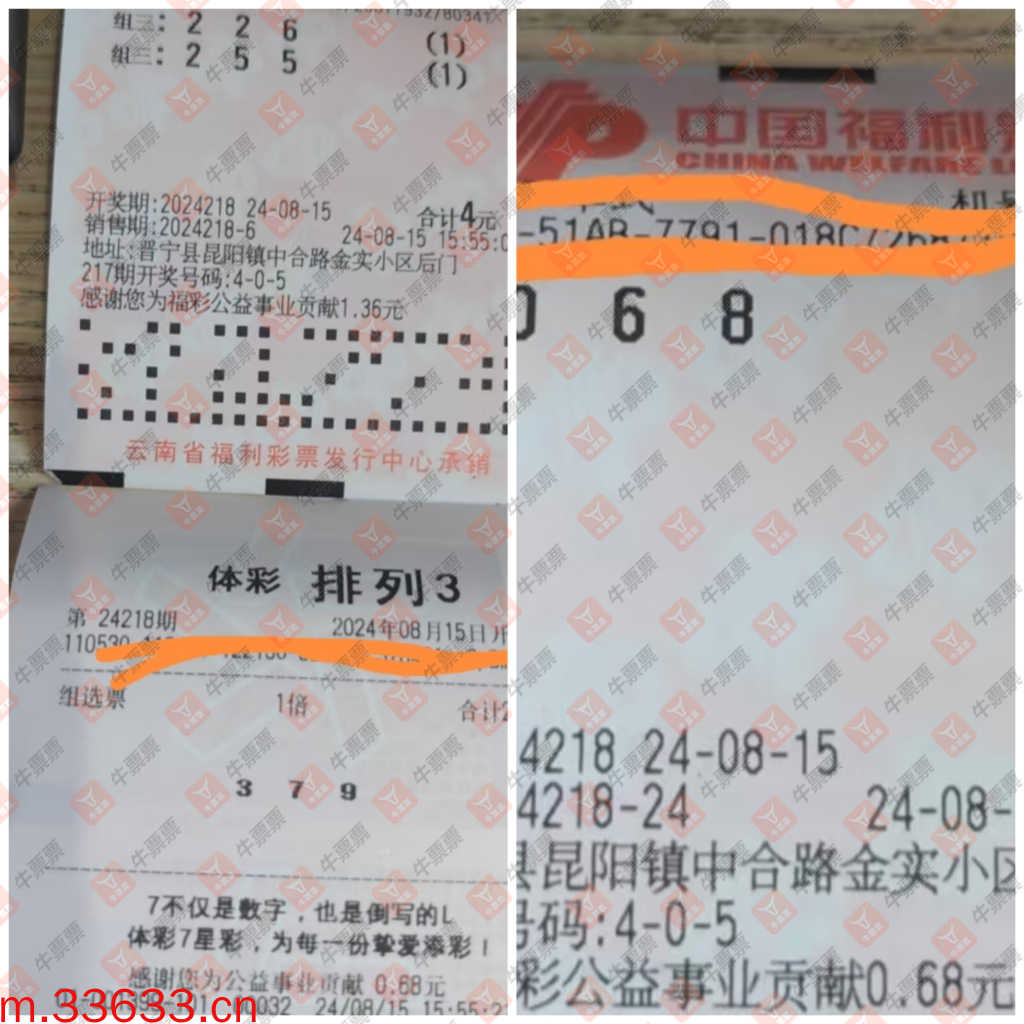 组三: 2 2 6 (1)
组三: 2 5 5 (1)
开奖期:2024218 24-08-15 合计4元
销售期:2024218-6 24-08-15 15:55:0
地址:晋宁县昆阳镇中合路金实小区后门
217期开奖号码:4-0-5
感谢您为福彩公益事业贡献1.36元
云南省福利彩票发行中心承销
体彩 排列3
第 24218期 2024年08月15日
110530
组选票 1倍 合计2
3 7 9
7不仅是数字，也是倒写的L
体彩7星彩，为每一份挚爱添彩！
感谢您为公益事业贡献 0.68元
24/08/15 15:55:2
中国福利
CHINA WELFARE L
机号
-51AB-7791-018C
0 6 8
4218 24-08-15
4218-24 24-08-
县昆阳镇中合路金实小区
号码:4-0-5
彩公益事业贡献0.68元
牛票票
m.33633.cn